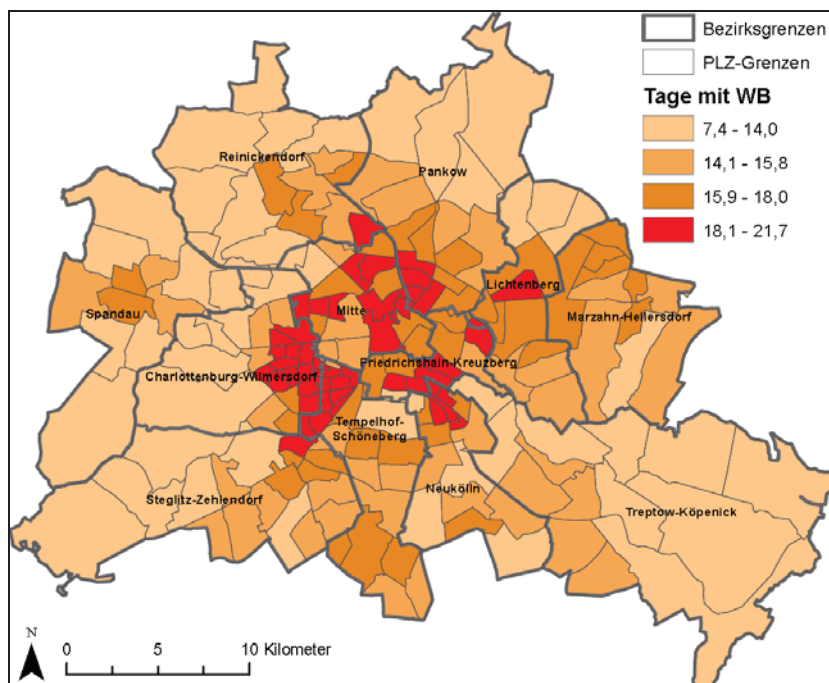 Bezirksgrenzen
PLZ-Grenzen
Tage mit WB
7,4 - 14,0
14,1 - 15,8
15,9 - 18,0
18,1 - 21,7
Reinickendorf
Pankow
Lichtenberg
Spandau
Mitte
Marzahn-Hellersdorf
Friedrichshain-Kreuzberg
Charlottenburg-Wilmersdorf
Tempelhof-
Schöneberg
Neukölln
Steglitz-Zehlendorf
Treptow-Köpenick
N
0 5 10 Kilometer